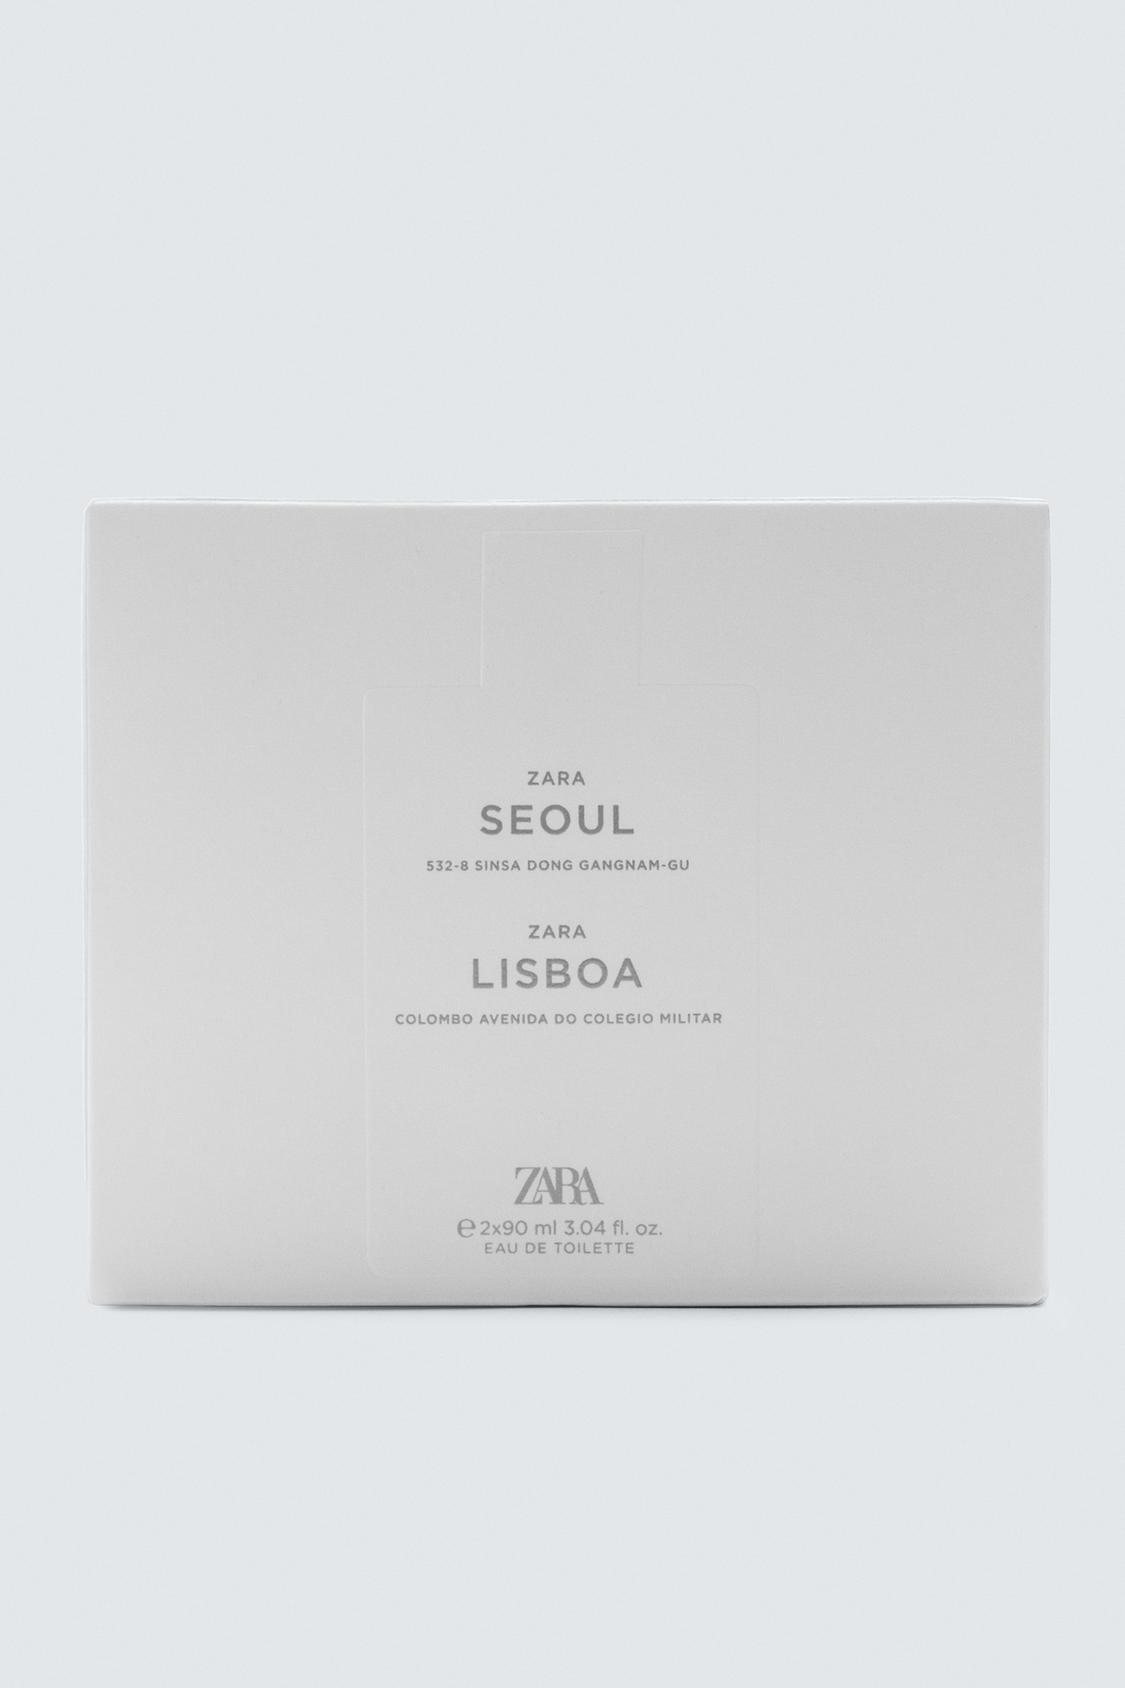 ZARA
SEOUL
532-8 SINSA DONG GANGNAM-GU
ZARA
LISBOA
COLOMBO AVENIDA DO COLEGIO MILITAR
ZARA
℮ 2x90 ml 3.04 fl. oz.
EAU DE TOILETTE